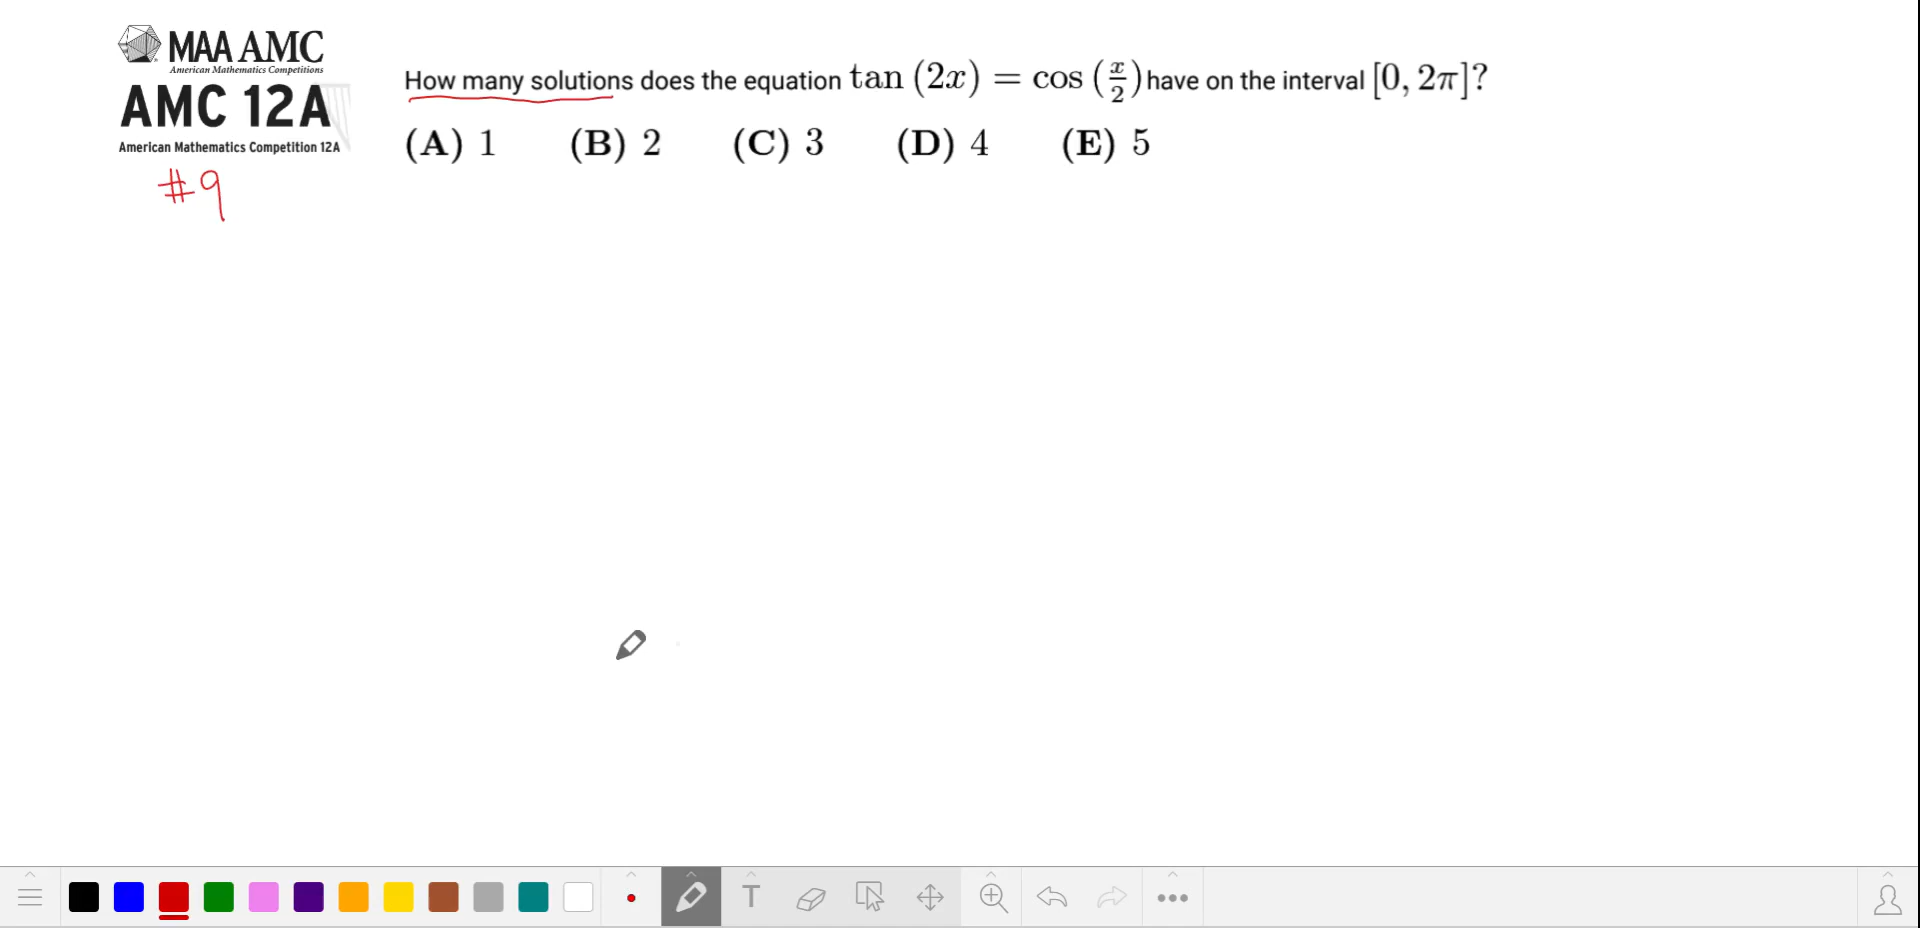 MAA AMC
American Mathematics Competitions
AMC 12A
American Mathematics Competition 12A
#9
How many solutions does the equation tan (2x) = cos (x/2) have on the interval [0, 2π]?
(A) 1 (B) 2 (C) 3 (D) 4 (E) 5
T